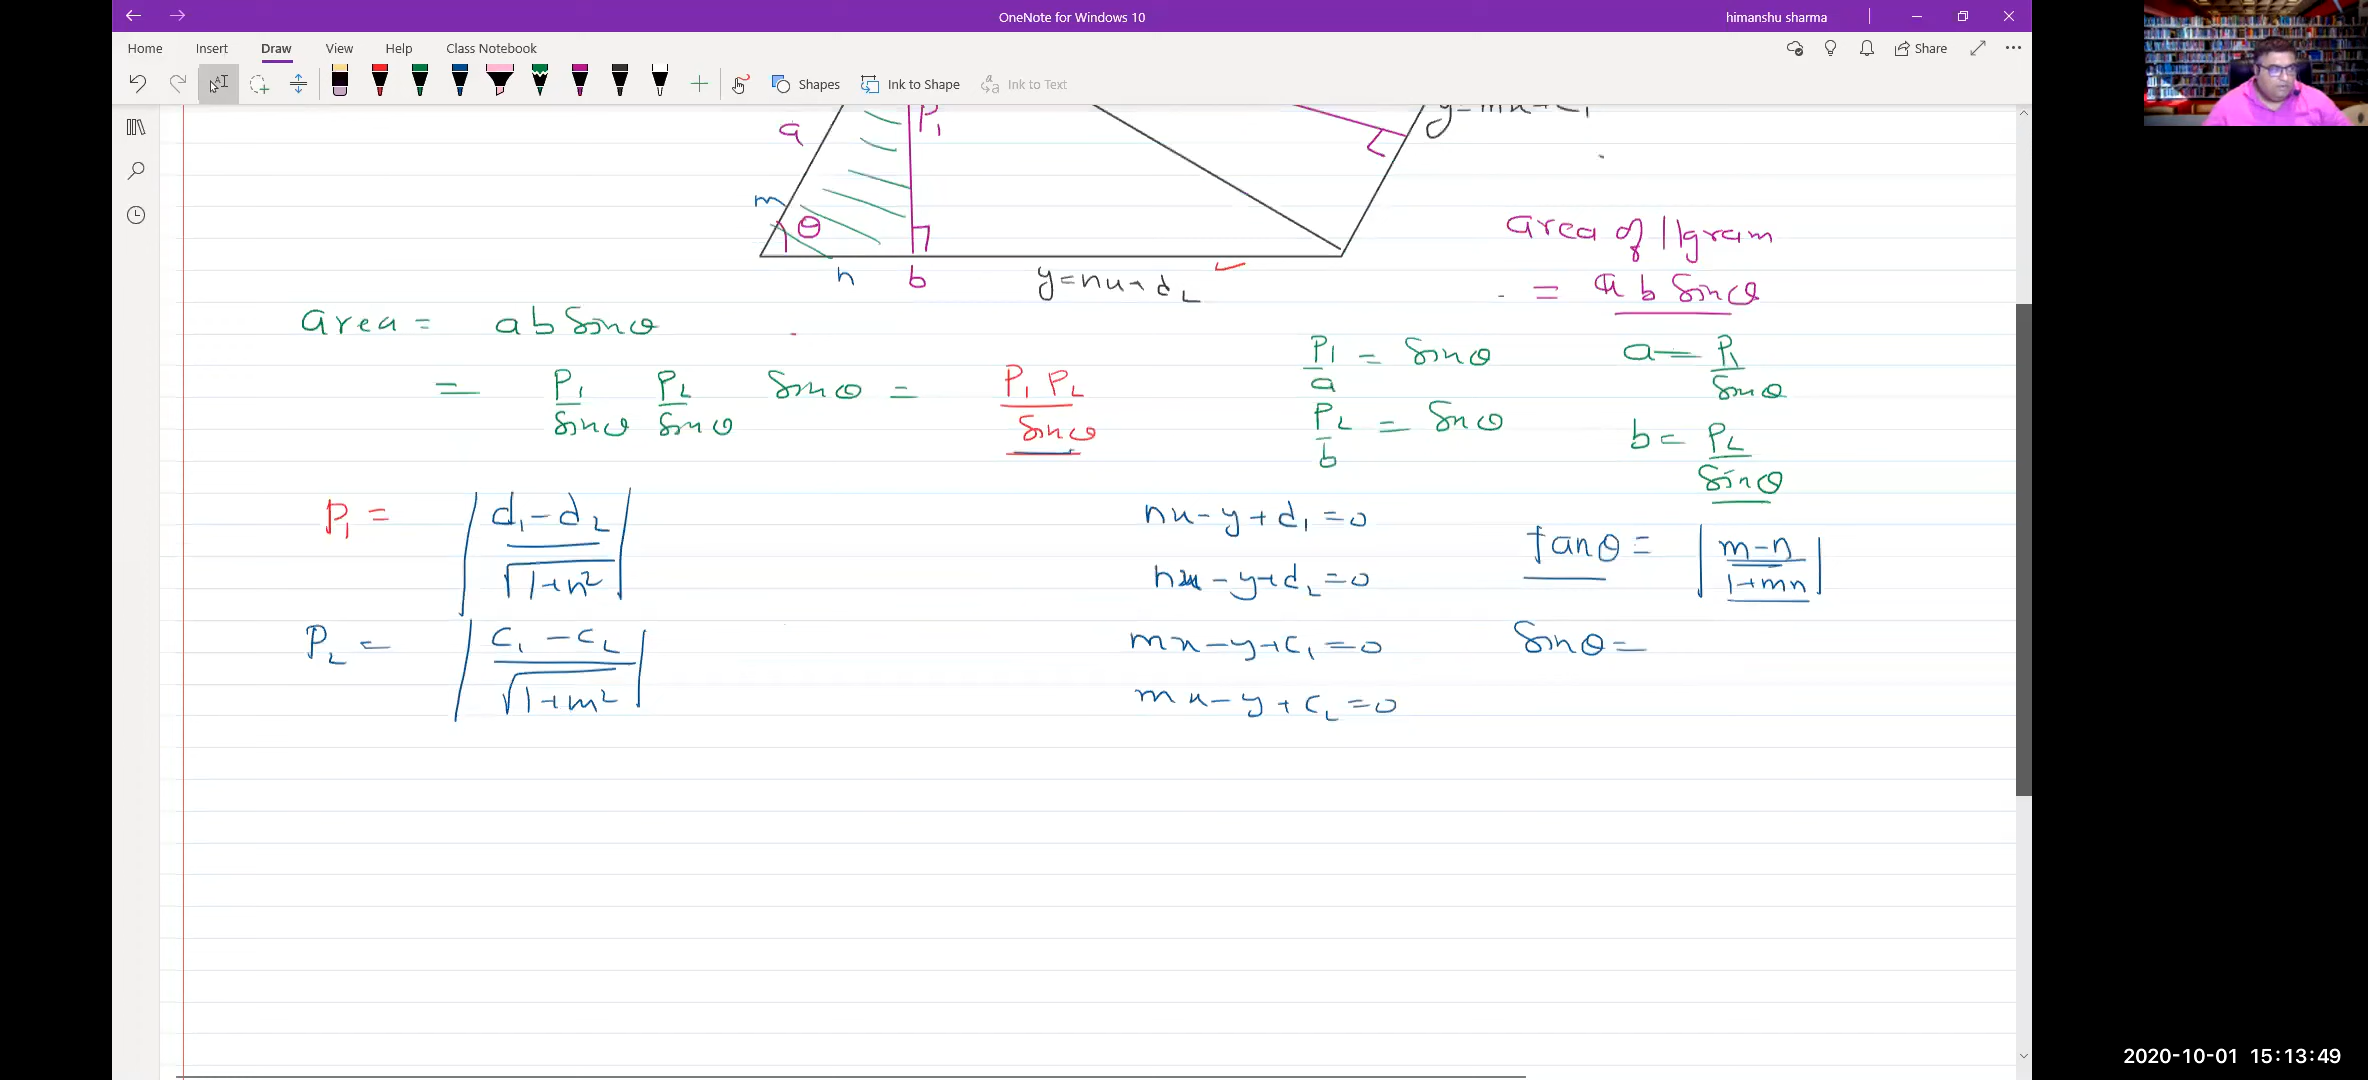 OneNote for Windows 10
himanshu sharma
Home Insert Draw View Help Class Notebook
Share
Shapes Ink to Shape Ink to Text
a P₁ y=mx+c₁
m θ
n b y=nx+d₂
area of ||gram
= a b Sinθ
area = ab Sinθ
= P₁/Sinθ P₂/Sinθ Sinθ = P₁ P₂/Sinθ
P₁/a = Sinθ a = P₁/Sinθ
P₂/b = Sinθ b = P₂/Sinθ
P₁ = |d₁-d₂/√1+n²|
nx-y+d₁=0
tanθ = |m-n/1+mn|
nx-y+d₂=0
P₂ = |c₁-c₂/√1+m²|
mx-y+c₁=0
Sinθ=
mx-y+c₂=0
2020-10-01 15:13:49